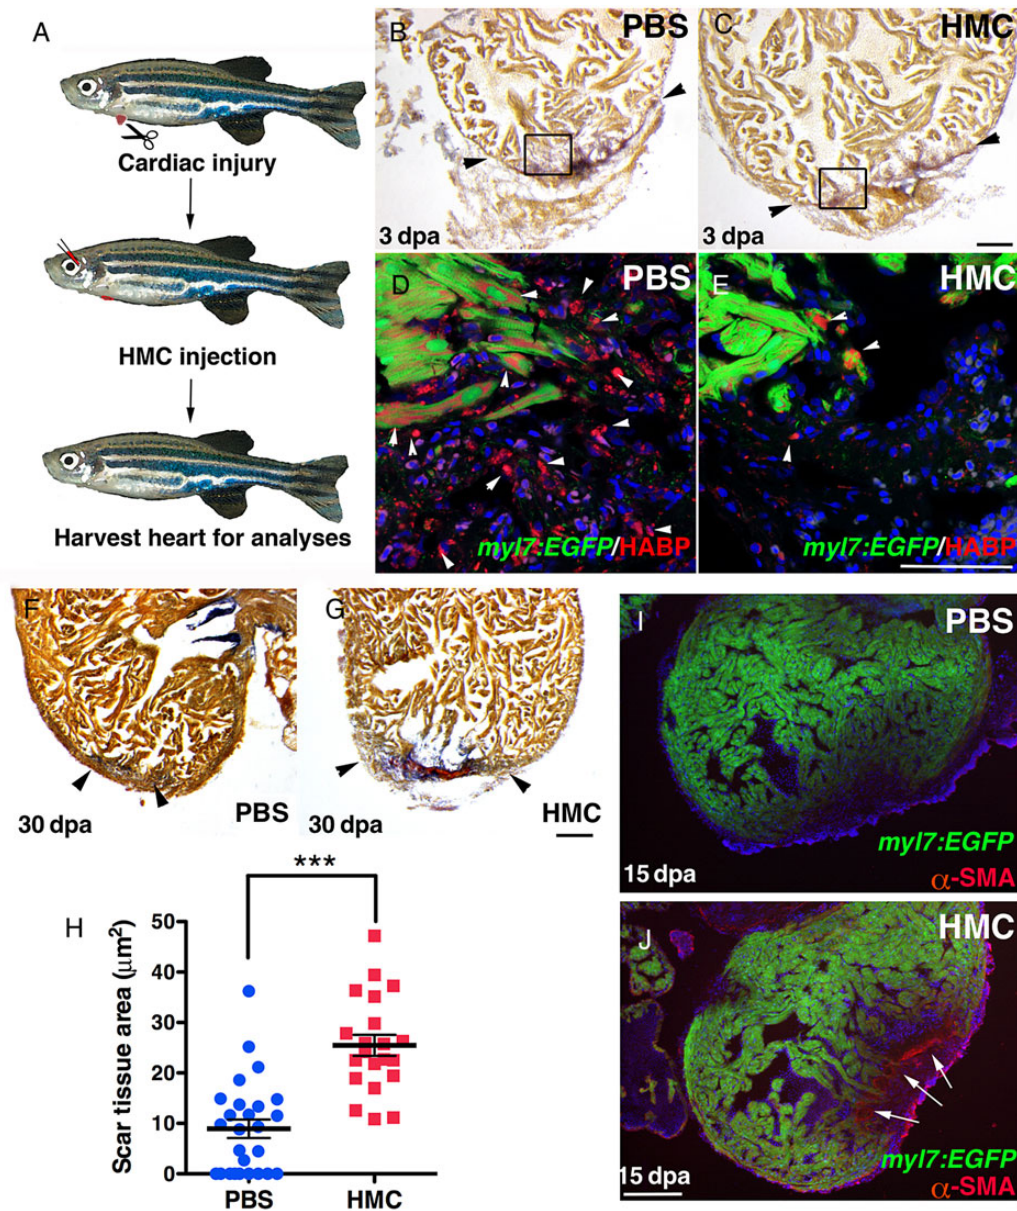 A
Cardiac injury
HMC injection
Harvest heart for analyses
B
PBS
3 dpa
C
HMC
3 dpa
D
PBS
myl7:EGFP/HABP
E
HMC
myl7:EGFP/HABP
F
30 dpa
PBS
G
30 dpa
HMC
H
***
Scar tissue area (μm²)
50
40
30
20
10
0
PBS
HMC
I
PBS
myl7:EGFP
α-SMA
15 dpa
J
HMC
myl7:EGFP
α-SMA
15 dpa